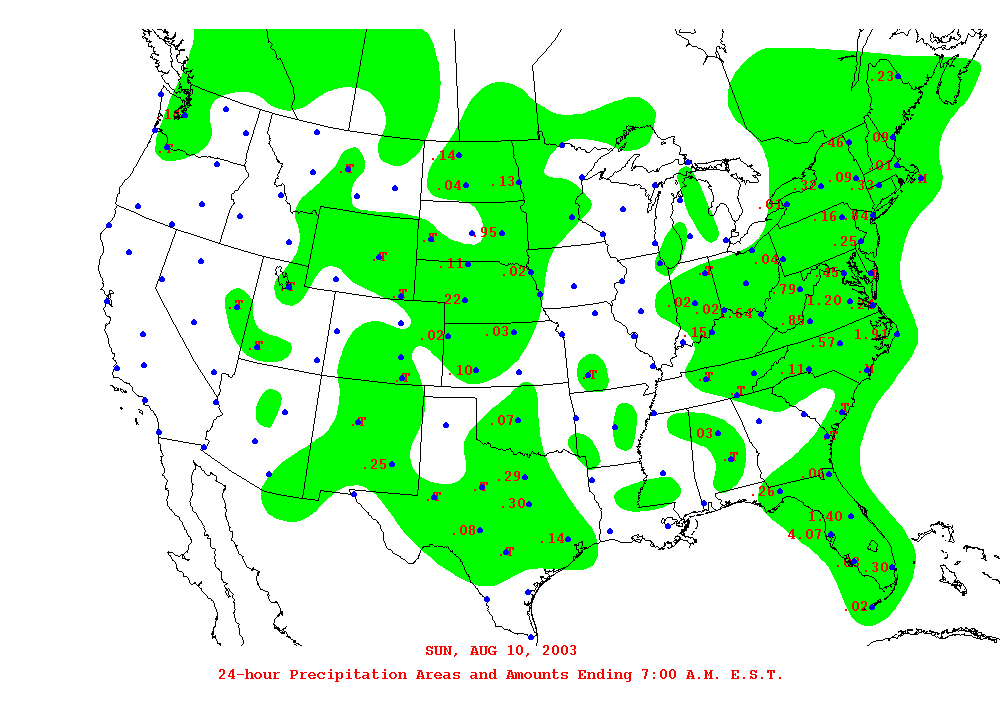 .23
.14
.T
.46
.09
.14
.T
.01
.04
.13
.32
.09
.33
M
.01
.16
.84
.T
.95
.25
.T
.11
.02
.04
.T
.45
.T
.79
.T
.22
.02
.02
1.64
1.20
.T
.02
.03
.15
.57
1.91
.T
.10
.T
.T
.T
.11
.T
.T
.07
.T
.T
.03
.25
.T
.29
.T
.T
.26
.30
1.40
.08
.14
4.07
.T
.30
.02
SUN, AUG 10, 2003
24-hour Precipitation Areas and Amounts Ending 7:00 A.M. E.S.T.